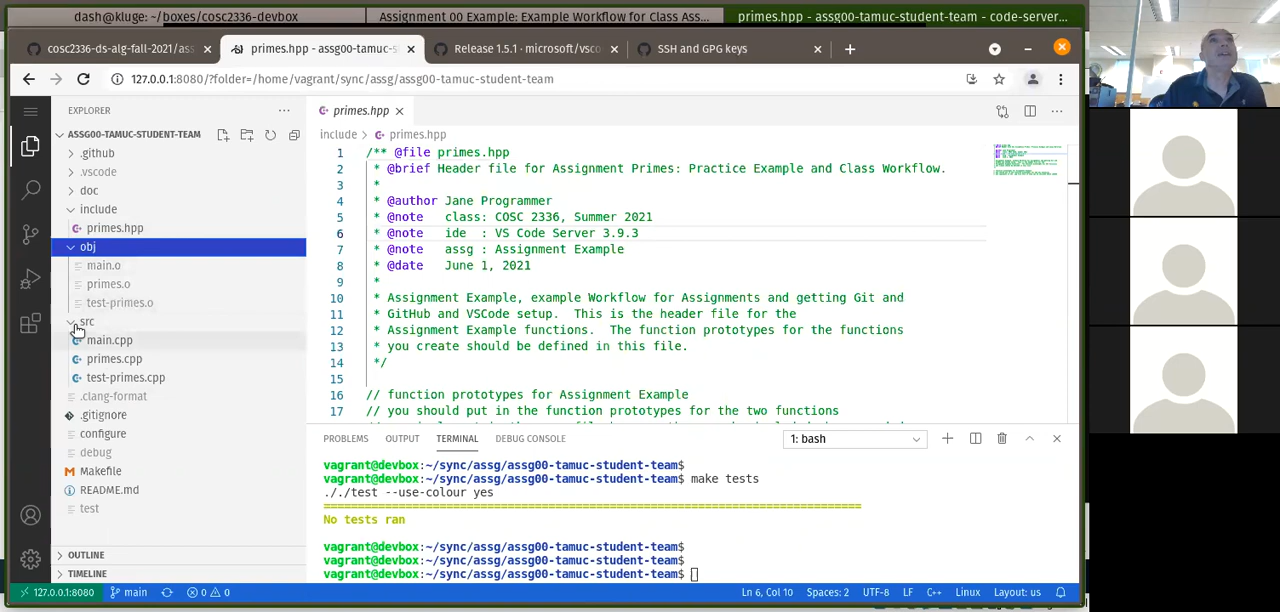 dash@kluge: ~/boxes/cosc2336-devbox
Assignment 00 Example: Example Workflow for Class Ass...
primes.hpp - assg00-tamuc-student-team - code-server...
cosc2336-ds-alg-fall-2021/ass
primes.hpp - assg00-tamuc-s
Release 1.5.1 · microsoft/vsco
SSH and GPG keys
127.0.0.1:8080/?folder=/home/vagrant/sync/assg/assg00-tamuc-student-team
EXPLORER
ASSG00-TAMUC-STUDENT-TEAM
.github
.vscode
doc
include
primes.hpp
obj
main.o
primes.o
test-primes.o
src
main.cpp
primes.cpp
test-primes.cpp
.clang-format
.gitignore
configure
debug
Makefile
README.md
test
OUTLINE
TIMELINE
primes.hpp
include > primes.hpp
1 /** @file primes.hpp
2 * @brief Header file for Assignment Primes: Practice Example and Class Workflow.
3 *
4 * @author Jane Programmer
5 * @note class: COSC 2336, Summer 2021
6 * @note ide : VS Code Server 3.9.3
7 * @note assg : Assignment Example
8 * @date June 1, 2021
9 *
10 * Assignment Example, example Workflow for Assignments and getting Git and
11 * GitHub and VSCode setup. This is the header file for the
12 * Assignment Example functions. The function prototypes for the functions
13 * you create should be defined in this file.
14 */
15
16 // function prototypes for Assignment Example
17 // you should put in the function prototypes for the two functions
PROBLEMS OUTPUT TERMINAL DEBUG CONSOLE
1: bash
vagrant@devbox:~/sync/assg/assg00-tamuc-student-team$
vagrant@devbox:~/sync/assg/assg00-tamuc-student-team$ make tests
././test --use-colour yes
===============================================================================
No tests ran
vagrant@devbox:~/sync/assg/assg00-tamuc-student-team$
vagrant@devbox:~/sync/assg/assg00-tamuc-student-team$
vagrant@devbox:~/sync/assg/assg00-tamuc-student-team$
127.0.0.1:8080 main 0 0 Ln 6, Col 10 Spaces: 2 UTF-8 LF C++ Linux Layout: us